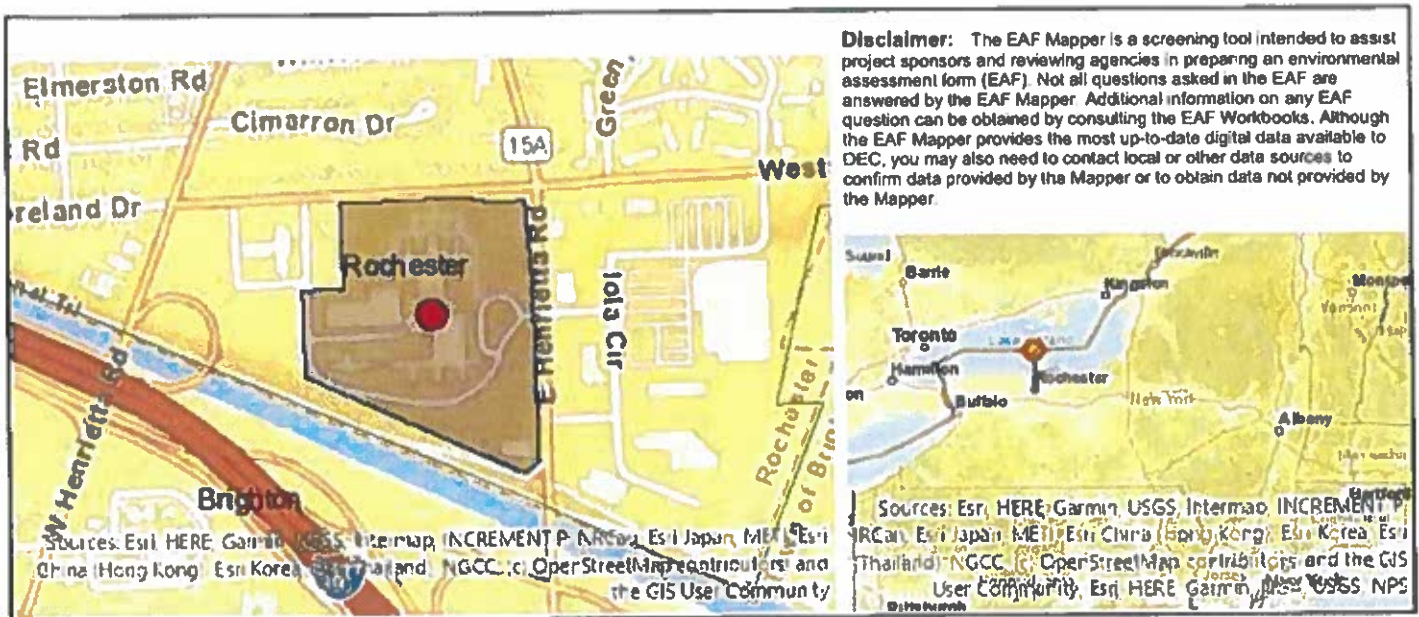 Disclaimer: The EAF Mapper is a screening tool intended to assist
project sponsors and reviewing agencies in preparing an environmental
assessment form (EAF). Not all questions asked in the EAF are
answered by the EAF Mapper. Additional information on any EAF
question can be obtained by consulting the EAF Workbooks. Although
the EAF Mapper provides the most up-to-date digital data available to
DEC, you may also need to contact local or other data sources to
confirm data provided by the Mapper or to obtain data not provided by
the Mapper.
Elmerston Rd
Cimarron Dr
Rd
15A
Green
West
oreland Dr
Rochester
E Henrietta Rd
Iola Cir
W Henrietta Rd
Brighton
Rochester
of Brig
Sources: Esri, HERE, Garmin, USGS, Intermap, INCREMENT P, NRCan, Esri Japan, METI, Esri
China (Hong Kong), Esri Korea, Esri (Thailand), NGCC, (c) OpenStreetMap contributors, and
the GIS User Community
Barrie
Kingston
Toronto
Hamilton
Rochester
on
Buffalo
New York
Albany
Vermont
Hartford
Sources: Esri, HERE, Garmin, USGS, Intermap, INCREMENT P,
NRCan, Esri Japan, METI, Esri China (Hong Kong), Esri Korea, Esri
(Thailand), NGCC, (c) OpenStreetMap contributors, and the GIS
User Community, Esri, HERE, Garmin, USGS, NPS